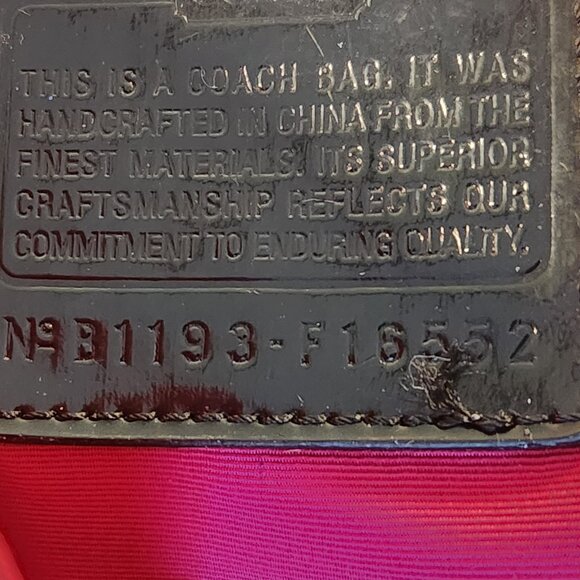 THIS IS A COACH BAG. IT WAS
HANDCRAFTED IN CHINA FROM THE
FINEST MATERIALS. ITS SUPERIOR
CRAFTSMANSHIP REFLECTS OUR
COMMITMENT TO ENDURING QUALITY.
Nº B1193-F16552